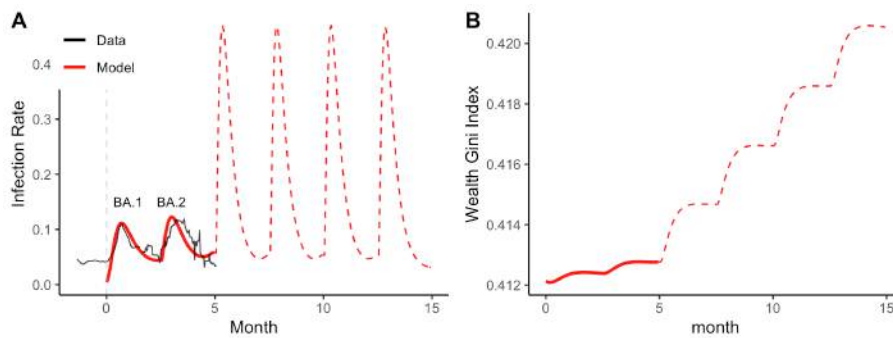 A
Data
Model
Infection Rate
0.4
0.3
0.2
0.1
0.0
BA.1
BA.2
0
5
10
15
Month
B
Wealth Gini Index
0.420
0.418
0.416
0.414
0.412
0
5
10
15
month